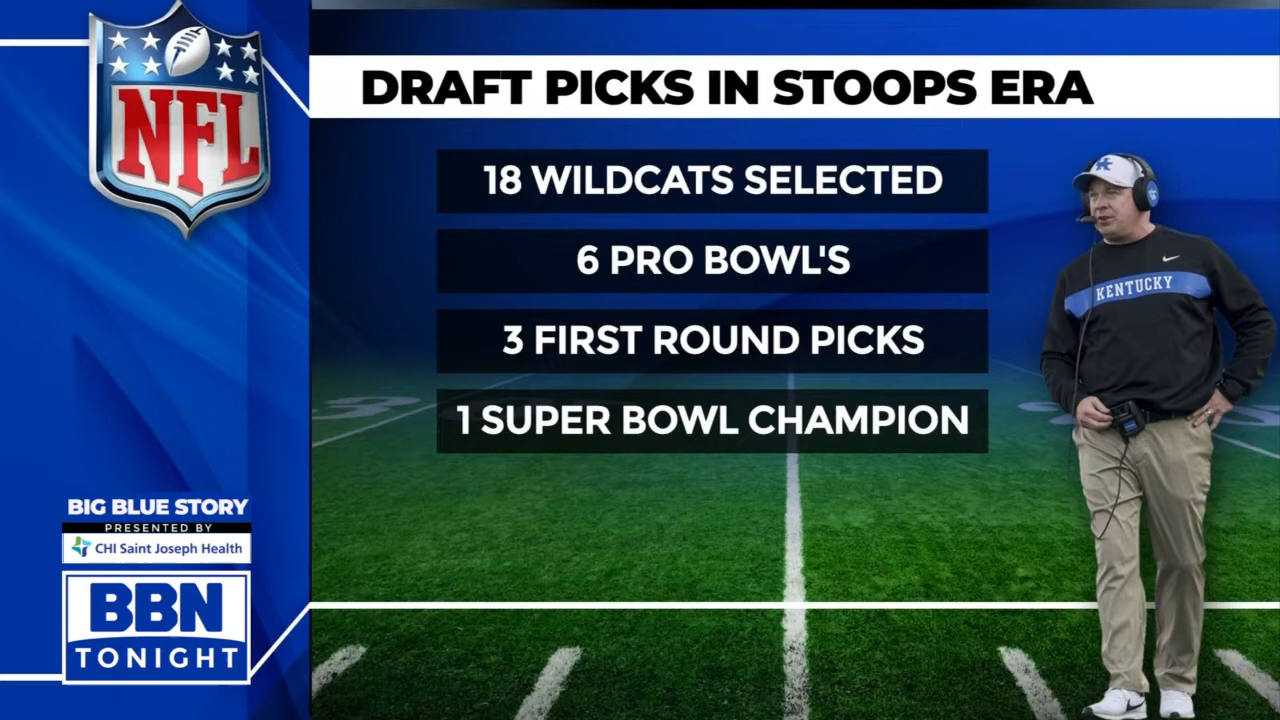 NFL
DRAFT PICKS IN STOOPS ERA
18 WILDCATS SELECTED
6 PRO BOWL'S
3 FIRST ROUND PICKS
1 SUPER BOWL CHAMPION
KENTUCKY
BIG BLUE STORY
PRESENTED BY
CHI Saint Joseph Health
BBN
TONIGHT